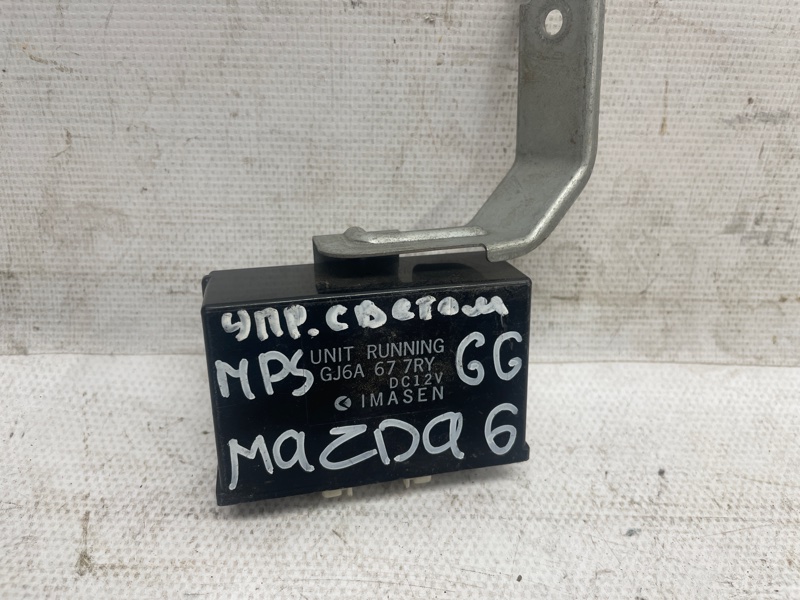 упр. светом
MPS GG
UNIT RUNNING
GJ6A 67 7RY
DC12V
IMASEN
Mazda 6